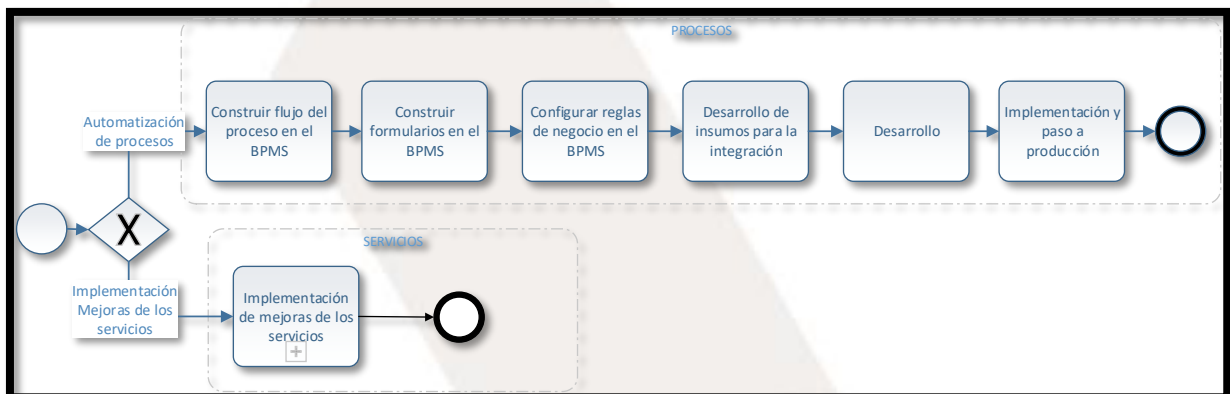 PROCESOS
Automatización
de procesos
Construir flujo del
proceso en el
BPMS
Construir
formularios en el
BPMS
Configurar reglas
de negocio en el
BPMS
Desarrollo de
insumos para la
integración
Desarrollo
Implementación y
paso a
producción
X
SERVICIOS
Implementación
Mejoras de los
servicios
Implementación
de mejoras de los
servicios